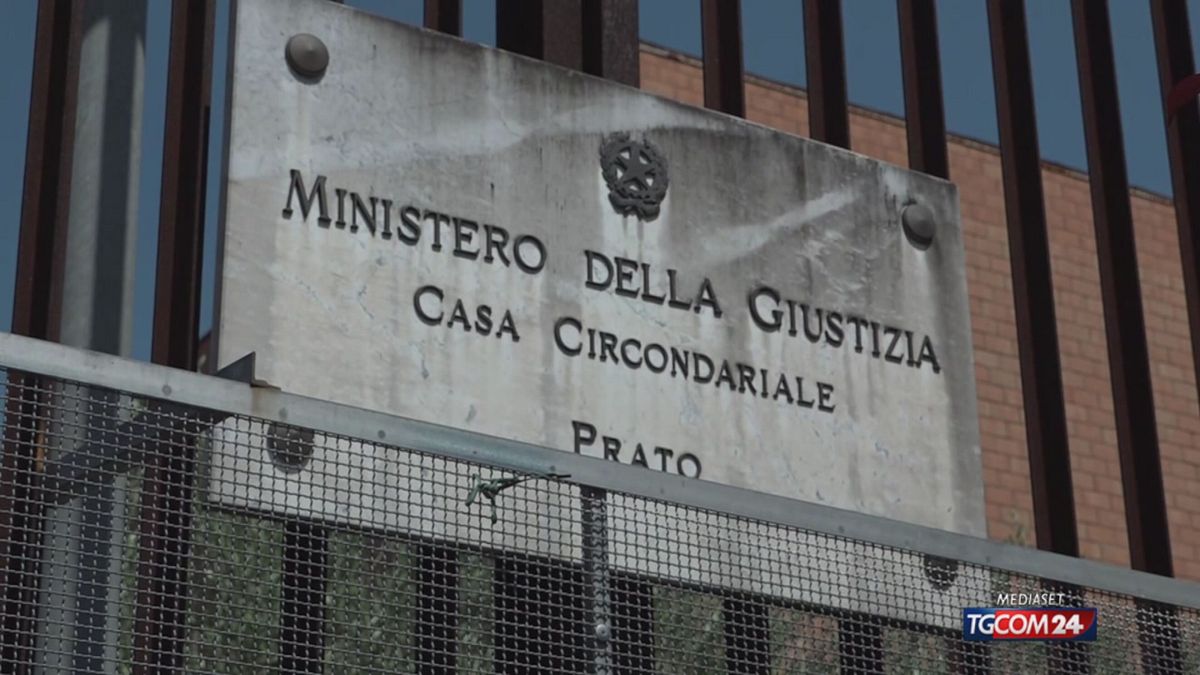 MINISTERO DELLA GIUSTIZIA
CASA CIRCONDARIALE
PRATO
MEDIASET
TGCOM24